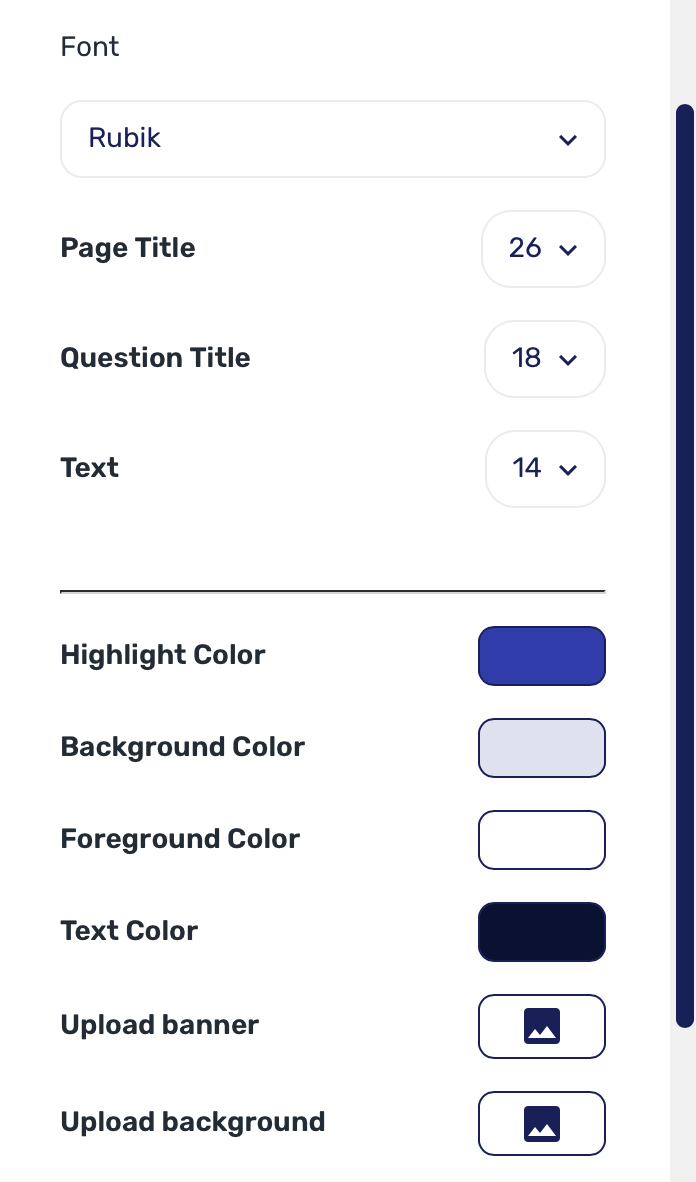 Font
Rubik
Page Title 26
Question Title 18
Text 14
Highlight Color
Background Color
Foreground Color
Text Color
Upload banner
Upload background